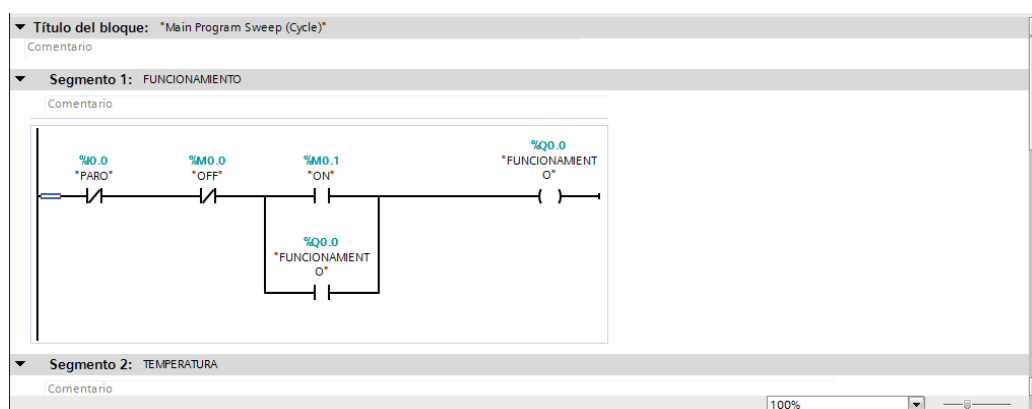 Título del bloque: "Main Program Sweep (Cycle)"
Comentario
Segmento 1: FUNCIONAMIENTO
Comentario
%I0.0
"PARO"
%M0.0
"OFF"
%M0.1
"ON"
%Q0.0
"FUNCIONAMIENT
O"
%Q0.0
"FUNCIONAMIENT
O"
Segmento 2: TEMPERATURA
Comentario
100%